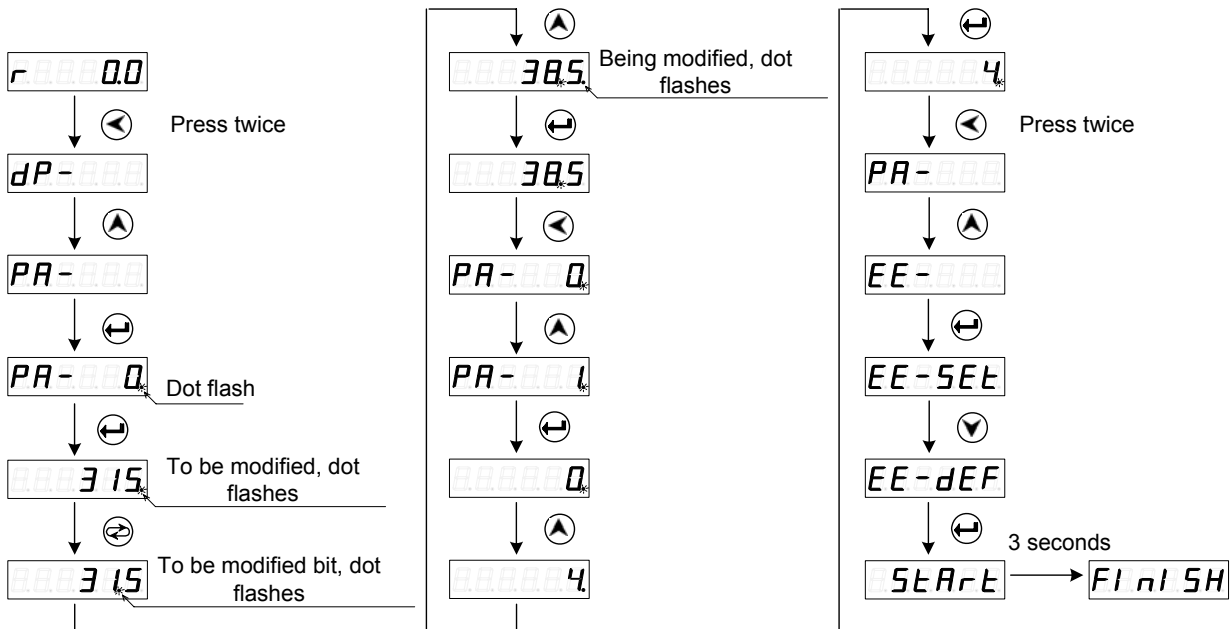 r 0.0
Press twice
dP-
PA-
PA- 0.
Dot flash
315.
To be modified, dot
flashes
31.5
To be modified bit, dot
flashes
38.5.
Being modified, dot
flashes
38.5
PA- 0.
PA- 1.
0.
4.
4.
Press twice
PA-
EE-
EE-SEt
EE-dEF
StArt
3 seconds
FInISH